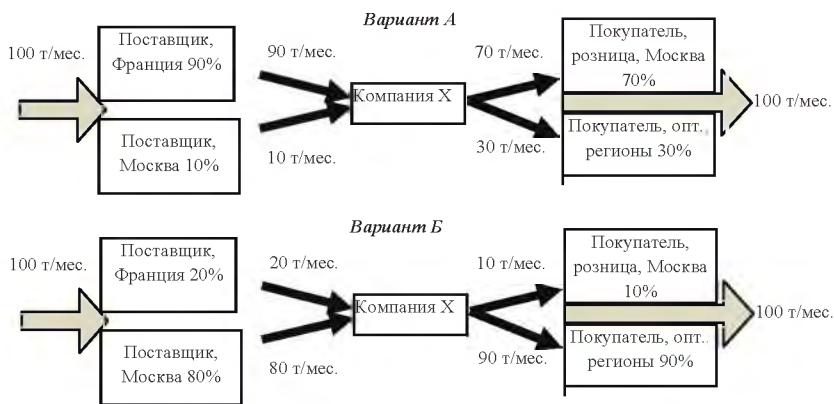 Вариант А
100 т/мес.
Поставщик,
Франция 90%
Поставщик,
Москва 10%
90 т/мес.
10 т/мес.
Компания X
70 т/мес.
30 т/мес.
Покупатель,
розница, Москва
70%
Покупатель, опт.,
регионы 30%
100 т/мес.
Вариант Б
100 т/мес.
Поставщик,
Франция 20%
Поставщик,
Москва 80%
20 т/мес.
80 т/мес.
Компания X
10 т/мес.
90 т/мес.
Покупатель,
розница, Москва
10%
Покупатель, опт..
регионы 90%
100 т/мес.